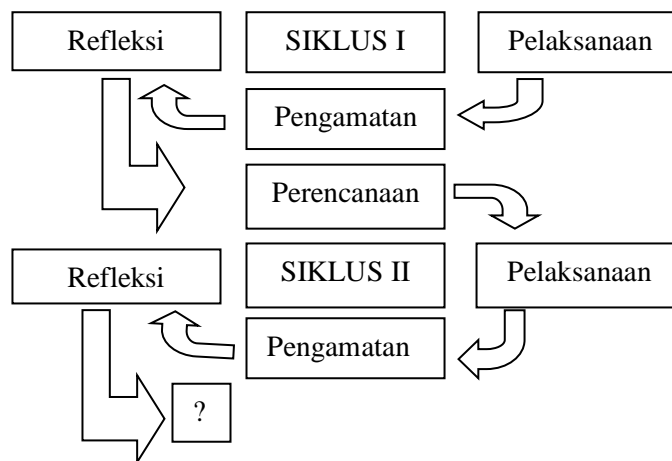 Refleksi
SIKLUS I
Pelaksanaan
Pengamatan
Perencanaan
Refleksi
SIKLUS II
Pelaksanaan
Pengamatan
?